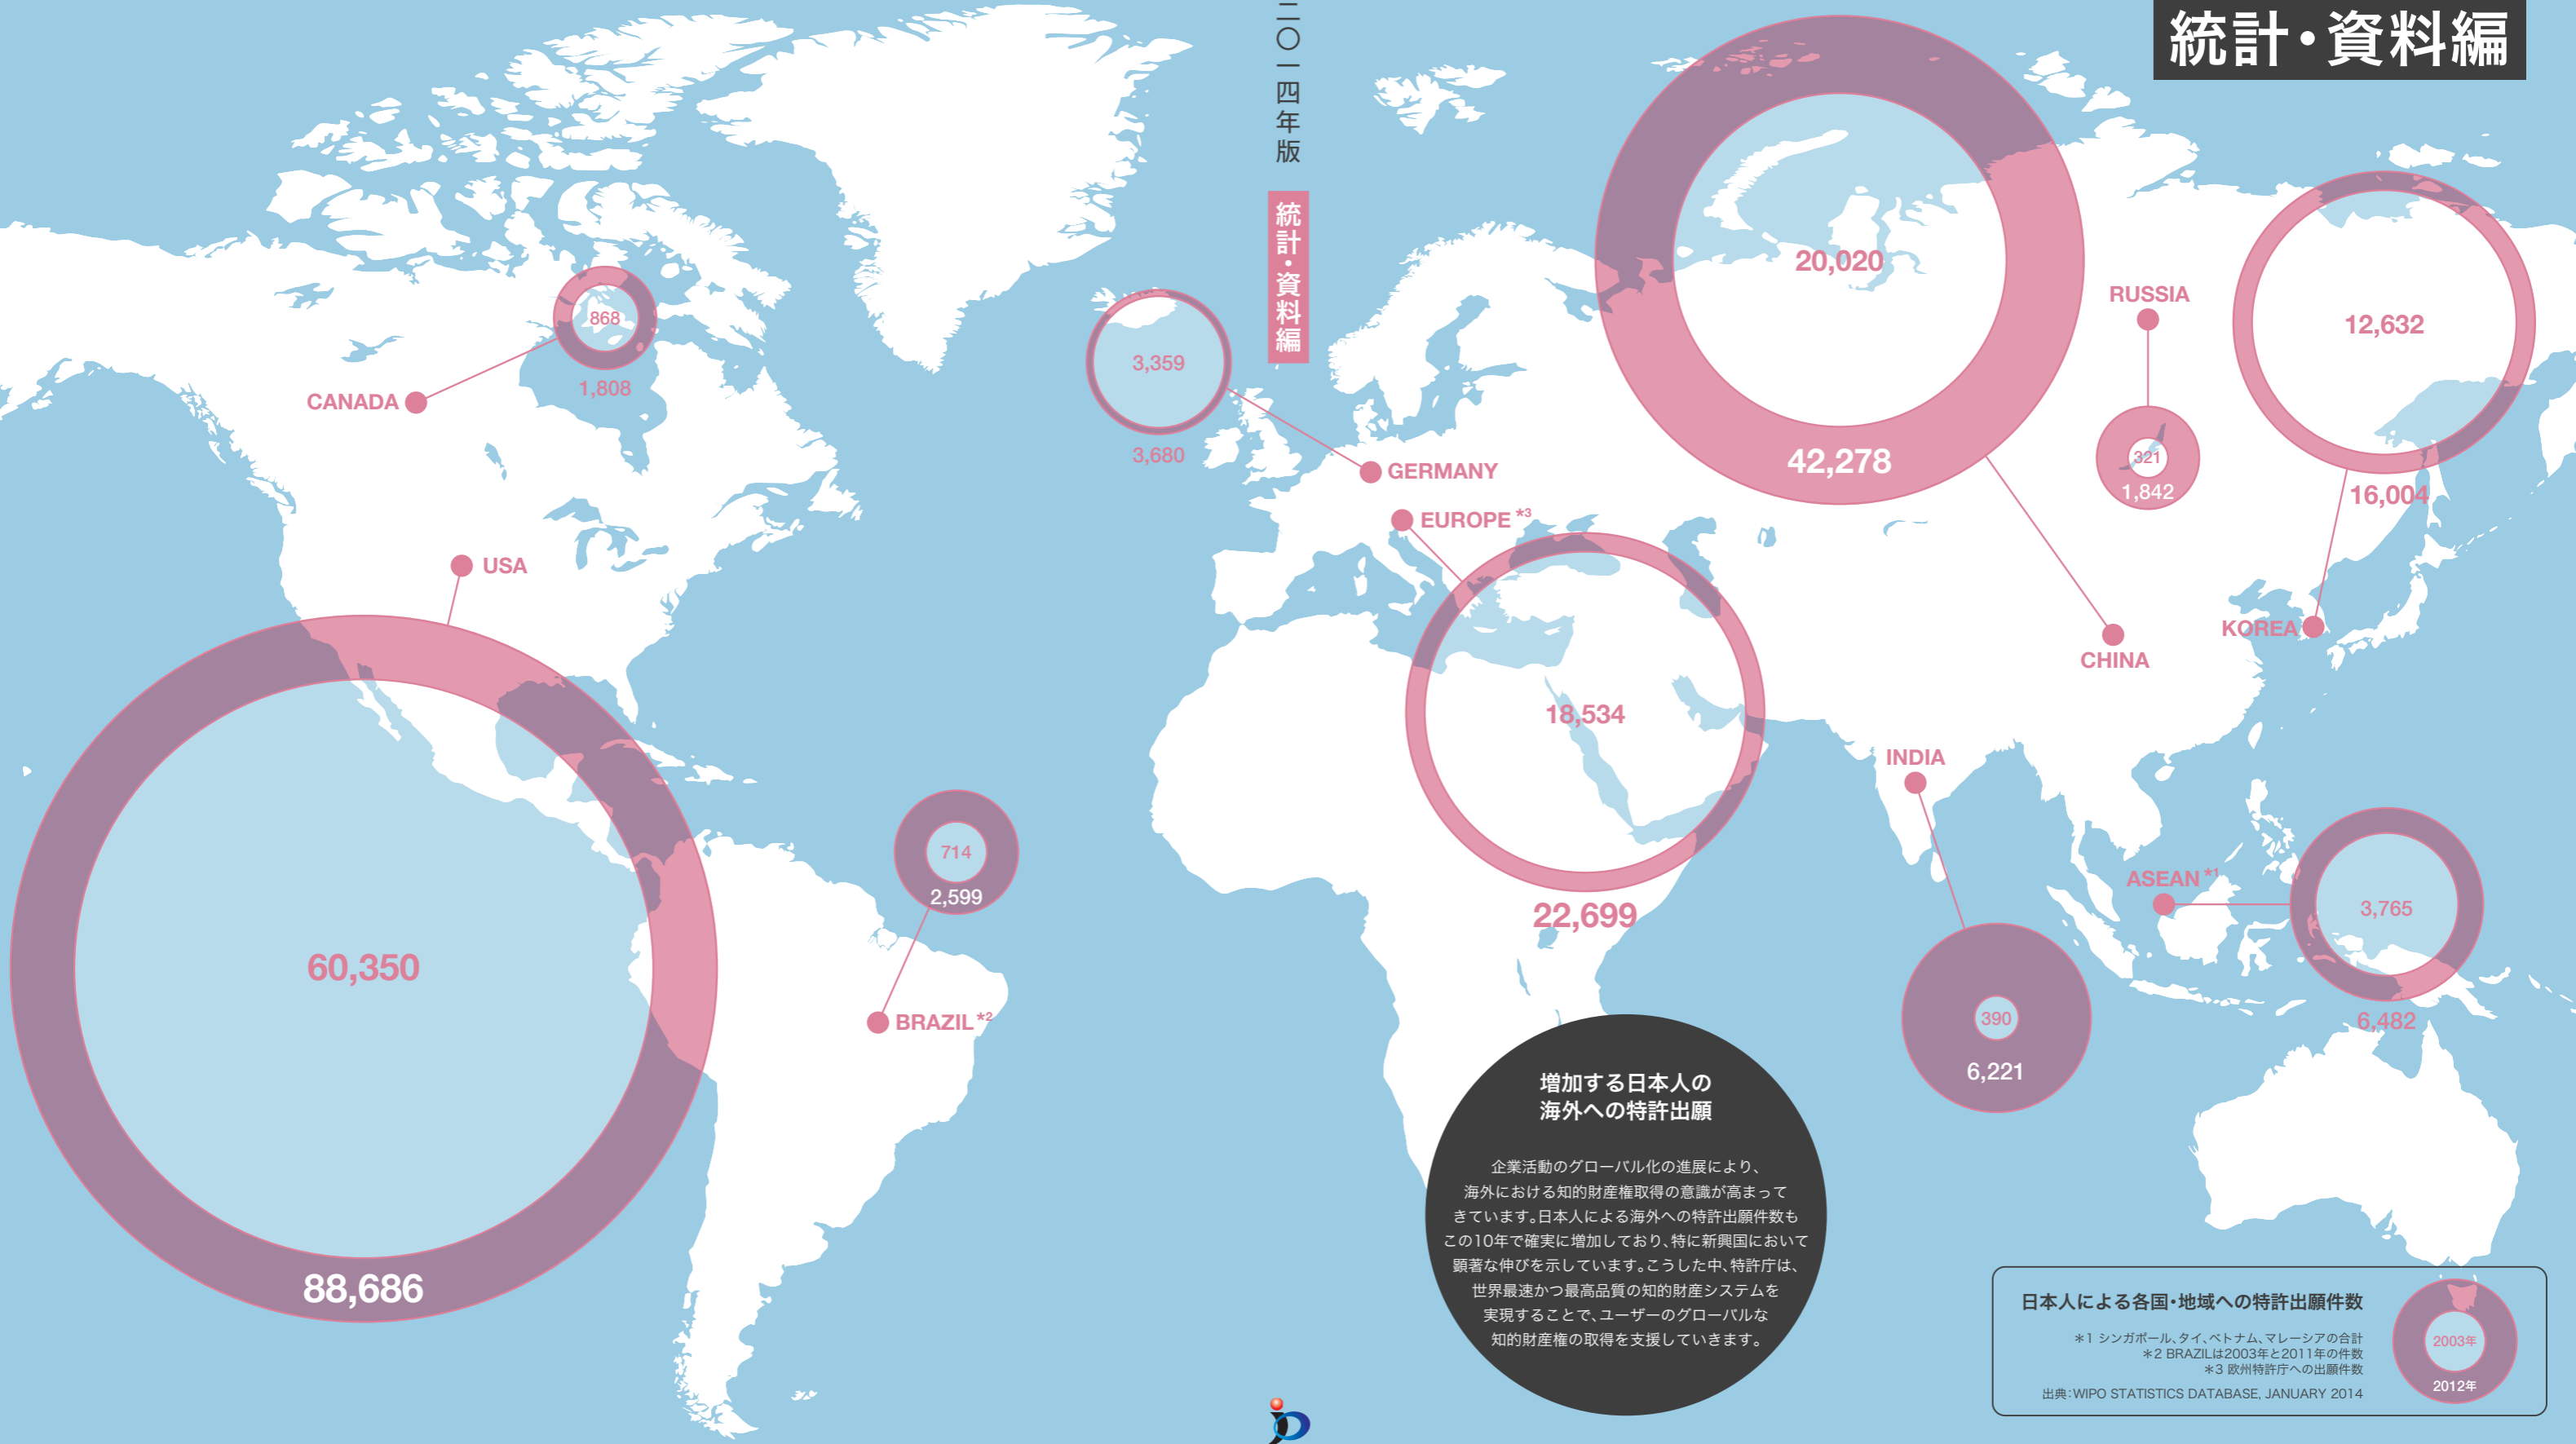 統計・資料編
二〇一四年版
統計・資料編
20,020
42,278
RUSSIA
321
1,842
12,632
16,004
868
1,808
CANADA
3,359
3,680
GERMANY
EUROPE *3
18,534
22,699
USA
60,350
88,686
714
2,599
BRAZIL *2
KOREA
CHINA
INDIA
390
6,221
ASEAN *1
3,765
6,482
増加する日本人の
海外への特許出願
企業活動のグローバル化の進展により、
海外における知的財産権取得の意識が高まって
きています。日本人による海外への特許出願件数も
この10年で確実に増加しており、特に新興国において
顕著な伸びを示しています。こうした中、特許庁は、
世界最速かつ最高品質の知的財産システムを
実現することで、ユーザーのグローバルな
知的財産権の取得を支援していきます。
日本人による各国・地域への特許出願件数
＊1 シンガポール、タイ、ベトナム、マレーシアの合計
＊2 BRAZILは2003年と2011年の件数
＊3 欧州特許庁への出願件数
出典：WIPO STATISTICS DATABASE, JANUARY 2014
2003年
2012年